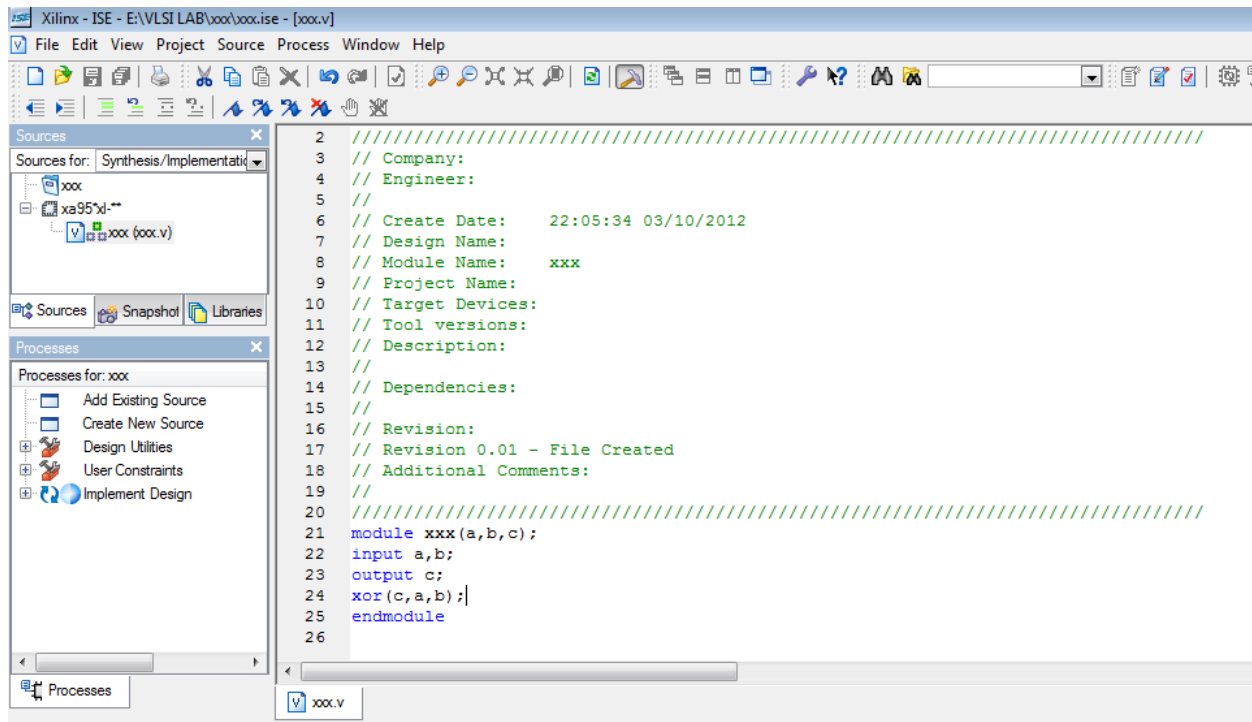 Xilinx - ISE - E:\VLSI LAB\xxx\xxx.ise - [xxx.v]
File Edit View Project Source Process Window Help
Sources
Sources for: Synthesis/Implementatio
xxx
xa95*xl-**
xxx (xxx.v)
Sources Snapshot Libraries
Processes
Processes for: xxx
Add Existing Source
Create New Source
Design Utilities
User Constraints
Implement Design
Processes
2 //////////////////////////////////////////////////////////////////////////////////
3 // Company:
4 // Engineer:
5 //
6 // Create Date:    22:05:34 03/10/2012
7 // Design Name:
8 // Module Name:    xxx
9 // Project Name:
10 // Target Devices:
11 // Tool versions:
12 // Description:
13 //
14 // Dependencies:
15 //
16 // Revision:
17 // Revision 0.01 - File Created
18 // Additional Comments:
19 //
20 //////////////////////////////////////////////////////////////////////////////////
21 module xxx(a,b,c);
22 input a,b;
23 output c;
24 xor(c,a,b);
25 endmodule
26
xxx.v